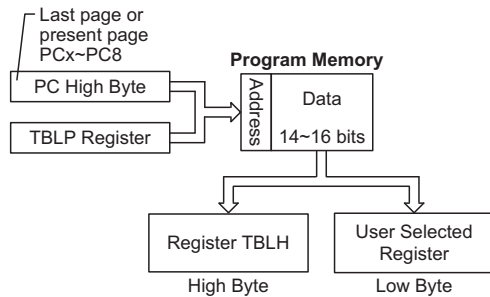 Last page or
present page
PCx~PC8
Program Memory
PC High Byte
TBLP Register
Address
Data
14~16 bits
Register TBLH
User Selected
Register
High Byte
Low Byte